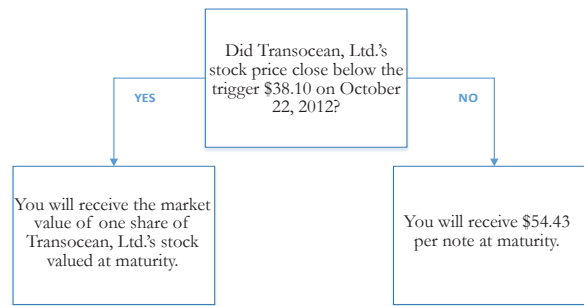 Did Transocean, Ltd.'s
stock price close below the
trigger $38.10 on October
22, 2012?
YES
NO
You will receive the market
value of one share of
Transocean, Ltd.'s stock
valued at maturity.
You will receive $54.43
per note at maturity.